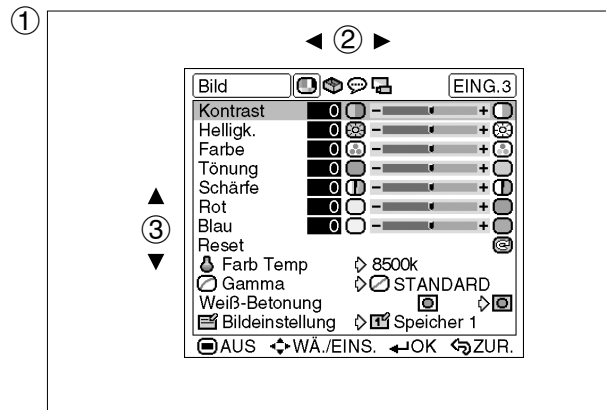 ①
◄ ② ►
Bild EING.3
Kontrast 0 - +
Helligk. 0 - +
Farbe 0 - +
Tönung 0 - +
Schärfe 0 - +
Rot 0 - +
Blau 0 - +
Reset
▲
③
▼
Farb Temp 8500k
Gamma STANDARD
Weiß-Betonung
Bildeinstellung 1 Speicher 1
AUS WÄ./EINS. OK ZUR.